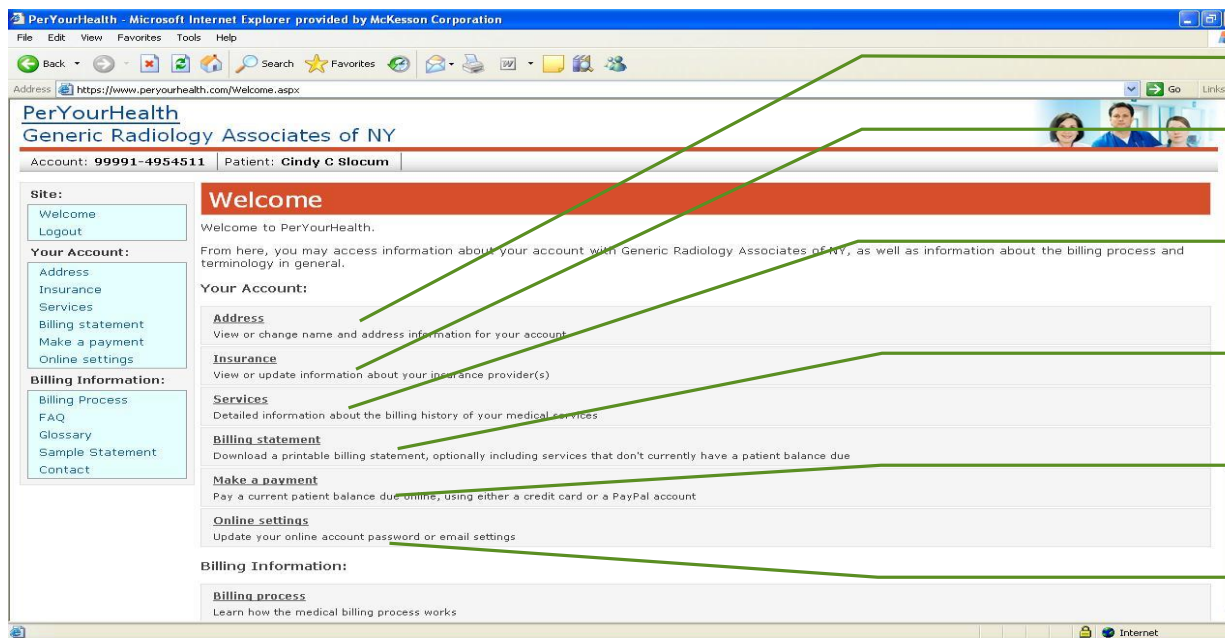 PerYourHealth - Microsoft Internet Explorer provided by McKesson Corporation
File Edit View Favorites Tools Help
Back Search Favorites
Address https://www.peryourhealth.com/Welcome.aspx Go Links
PerYourHealth
Generic Radiology Associates of NY
Account: 99991-4954511 Patient: Cindy C Slocum
Site:
Welcome
Logout
Your Account:
Address
Insurance
Services
Billing statement
Make a payment
Online settings
Billing Information:
Billing Process
FAQ
Glossary
Sample Statement
Contact
Welcome
Welcome to PerYourHealth.
From here, you may access information about your account with Generic Radiology Associates of NY, as well as information about the billing process and
terminology in general.
Your Account:
Address
View or change name and address information for your account
Insurance
View or update information about your insurance provider(s)
Services
Detailed information about the billing history of your medical services
Billing statement
Download a printable billing statement, optionally including services that don't currently have a patient balance due
Make a payment
Pay a current patient balance due online, using either a credit card or a PayPal account
Online settings
Update your online account password or email settings
Billing Information:
Billing process
Learn how the medical billing process works
Internet